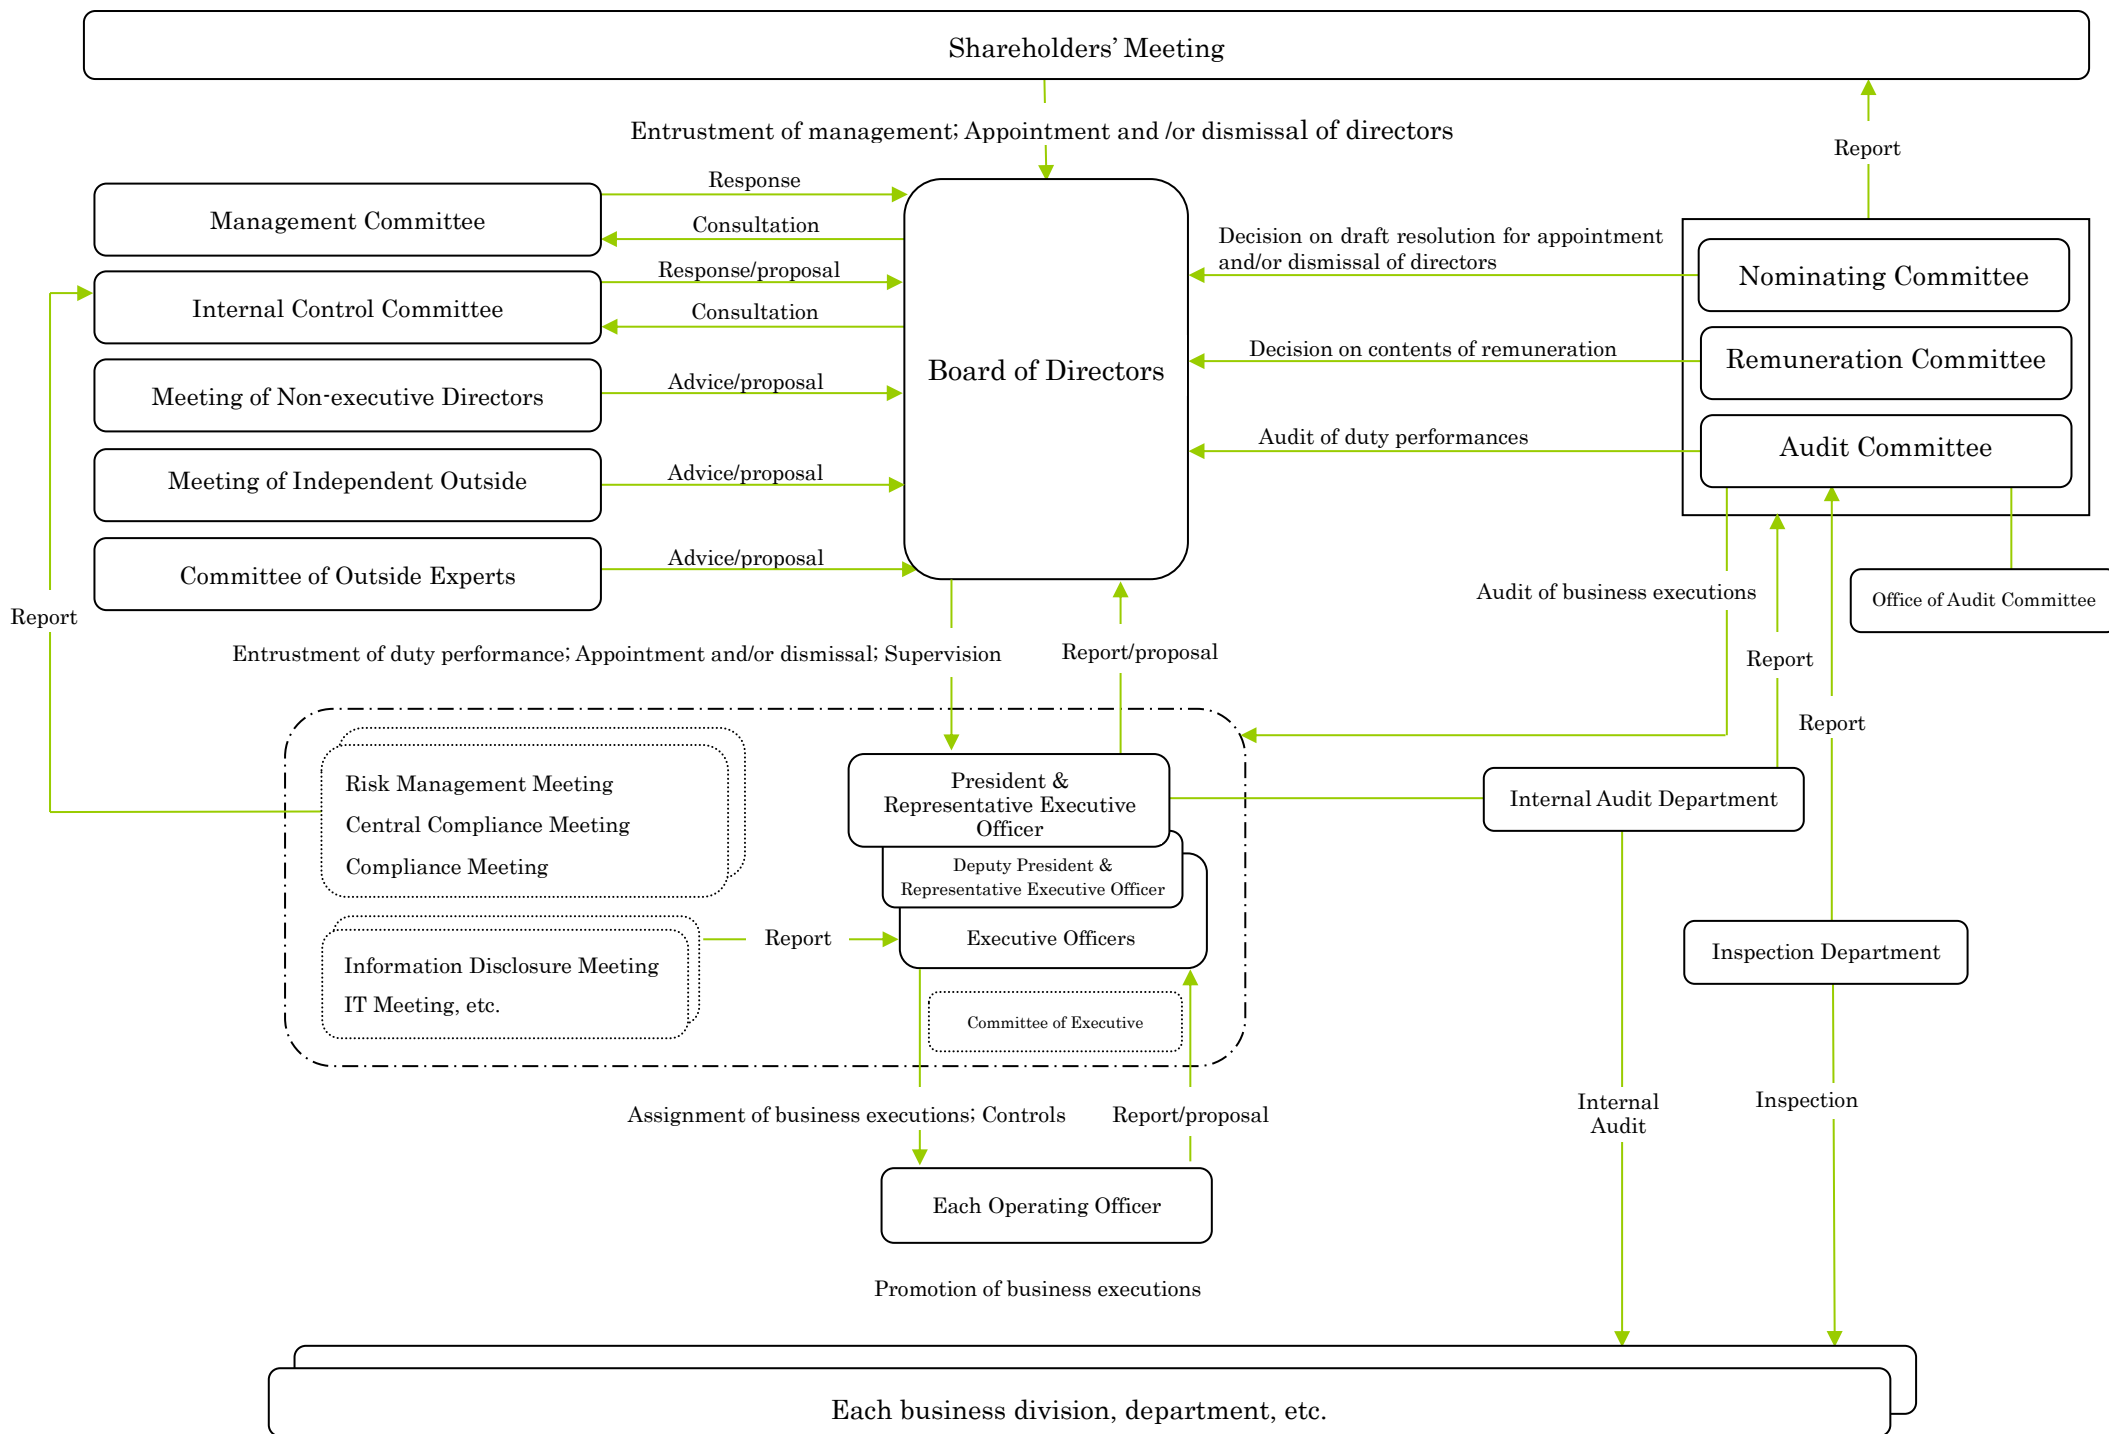 Shareholders’ Meeting
Entrustment of management; Appointment and /or dismissal of directors
Report
Response
Management Committee
Consultation
Decision on draft resolution for appointment
and/or dismissal of directors
Nominating Committee
Response/proposal
Internal Control Committee
Consultation
Board of Directors
Decision on contents of remuneration
Remuneration Committee
Meeting of Non-executive Directors
Advice/proposal
Audit of duty performances
Audit Committee
Meeting of Independent Outside
Advice/proposal
Committee of Outside Experts
Advice/proposal
Audit of business executions
Office of Audit Committee
Report
Entrustment of duty performance; Appointment and/or dismissal; Supervision
Report/proposal
Report
Report
Risk Management Meeting
Central Compliance Meeting
Compliance Meeting
President &
Representative Executive
Officer
Internal Audit Department
Deputy President &
Representative Executive Officer
Information Disclosure Meeting
IT Meeting, etc.
Report
Executive Officers
Inspection Department
Committee of Executive
Assignment of business executions; Controls
Report/proposal
Internal
Audit
Inspection
Each Operating Officer
Promotion of business executions
Each business division, department, etc.